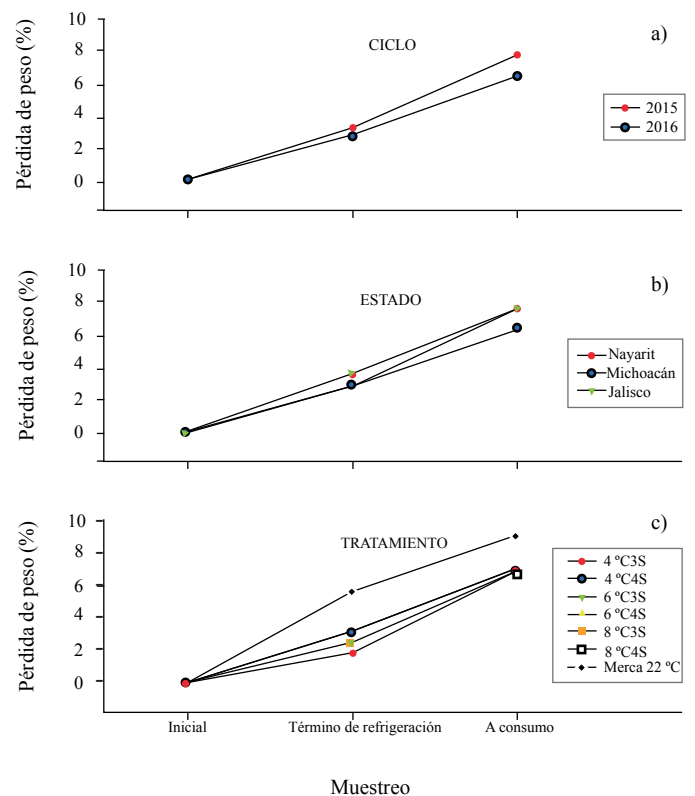 Pérdida de peso (%)
10
8
6
4
2
0
CICLO
a)
2015
2016
Pérdida de peso (%)
10
8
6
4
2
0
ESTADO
b)
Nayarit
Michoacán
Jalisco
Pérdida de peso (%)
10
8
6
4
2
0
TRATAMIENTO
c)
4 ºC3S
4 ºC4S
6 ºC3S
6 ºC4S
8 ºC3S
8 ºC4S
Merca 22 ºC
Inicial
Término de refrigeración
A consumo
Muestreo